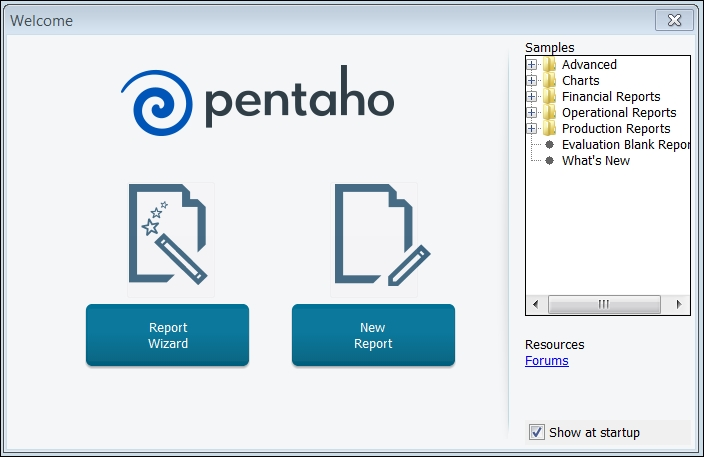 Welcome
pentaho
Report
Wizard
New
Report
Samples
Advanced
Charts
Financial Reports
Operational Reports
Production Reports
Evaluation Blank Repor
What's New
Resources
Forums
Show at startup